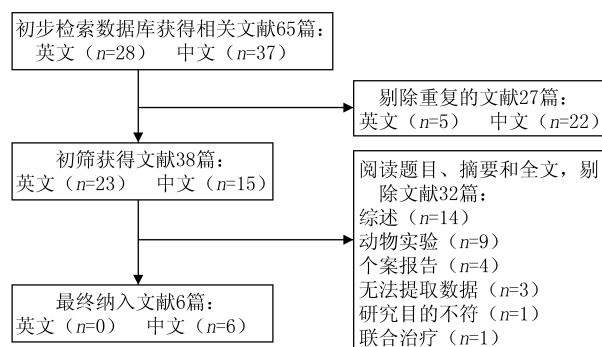 初步检索数据库获得相关文献65篇：
英文（n=28） 中文（n=37）
剔除重复的文献27篇：
英文（n=5） 中文（n=22）
初筛获得文献38篇：
英文（n=23） 中文（n=15）
阅读题目、摘要和全文，剔
除文献32篇：
综述（n=14）
动物实验（n=9）
个案报告（n=4）
无法提取数据（n=3）
研究目的不符（n=1）
联合治疗（n=1）
最终纳入文献6篇：
英文（n=0） 中文（n=6）